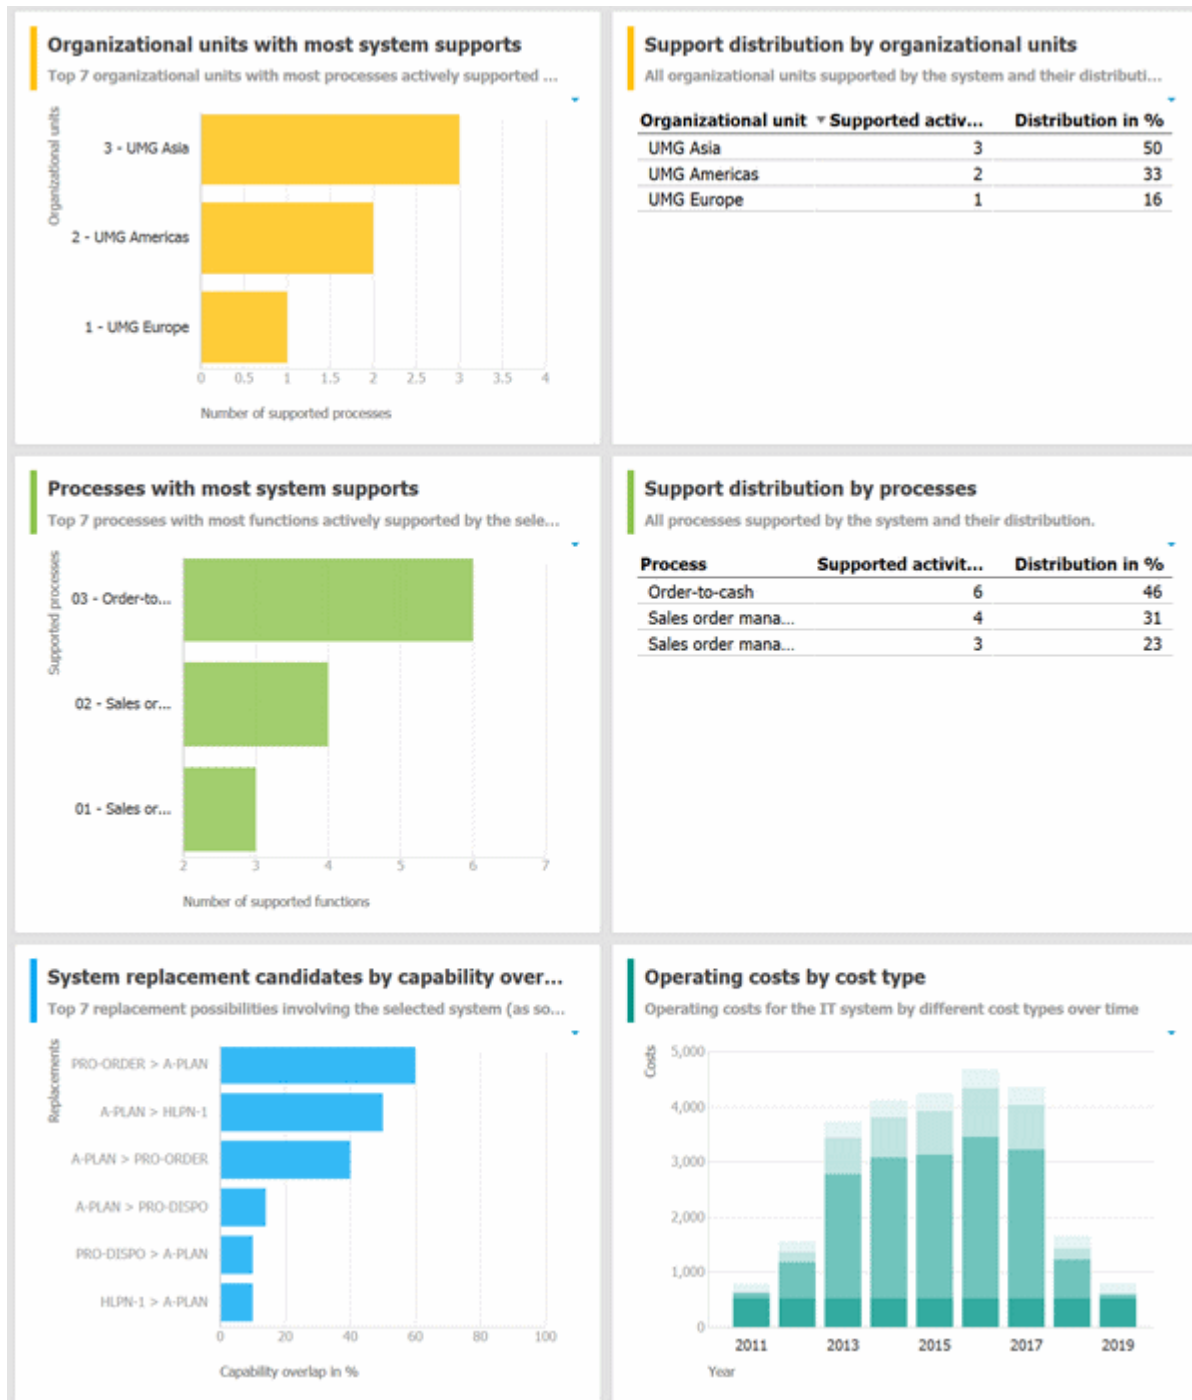 Organizational units with most system supports
Top 7 organizational units with most processes actively supported ...
Organizational units
3 - UMG Asia
2 - UMG Americas
1 - UMG Europe
0 0.5 1 1.5 2 2.5 3 3.5 4
Number of supported processes
Support distribution by organizational units
All organizational units supported by the system and their distributi...
Organizational unit Supported activ... Distribution in %
UMG Asia 3 50
UMG Americas 2 33
UMG Europe 1 16
Processes with most system supports
Top 7 processes with most functions actively supported by the sele...
Supported processes
03 - Order-to...
02 - Sales or...
01 - Sales or...
2 3 4 5 6 7
Number of supported functions
Support distribution by processes
All processes supported by the system and their distribution.
Process Supported activit... Distribution in %
Order-to-cash 6 46
Sales order mana... 4 31
Sales order mana... 3 23
System replacement candidates by capability over...
Top 7 replacement possibilities involving the selected system (as so...
Replacements
PRO-ORDER > A-PLAN
A-PLAN > HLPN-1
A-PLAN > PRO-ORDER
A-PLAN > PRO-DISPO
PRO-DISPO > A-PLAN
HLPN-1 > A-PLAN
0 20 40 60 80 100
Capability overlap in %
Operating costs by cost type
Operating costs for the IT system by different cost types over time
Costs
5,000
4,000
3,000
2,000
1,000
0
2011 2013 2015 2017 2019
Year